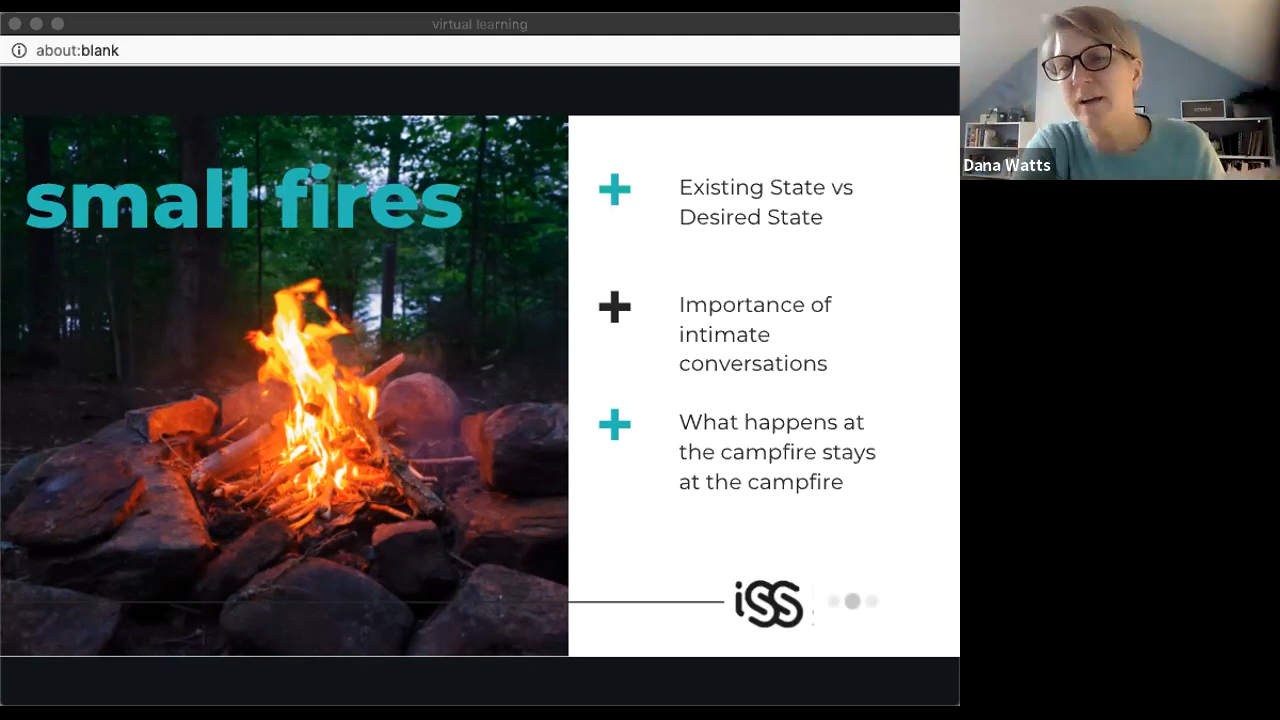 virtual learning
about:blank
small fires
Existing State vs
Desired State
Importance of
intimate
conversations
What happens at
the campfire stays
at the campfire
iSS
Dana Watts